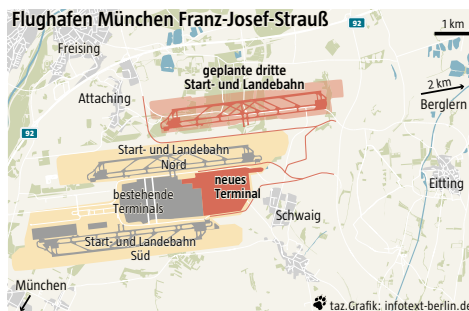 Flughafen München Franz-Josef-Strauß
92
1 km
Freising
geplante dritte
Start- und Landebahn
2 km
Attaching
Berglern
92
Start- und Landebahn
Nord
neues
Terminal
bestehende
Terminals
Eitting
Schwaig
Start- und Landebahn
Süd
München
taz.Grafik: infotext-berlin.de